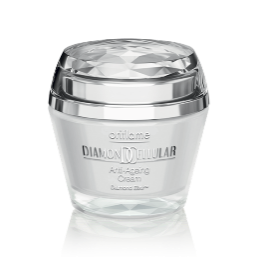 oriflame
DIAMOND CELLULAR
Anti-Ageing
Cream